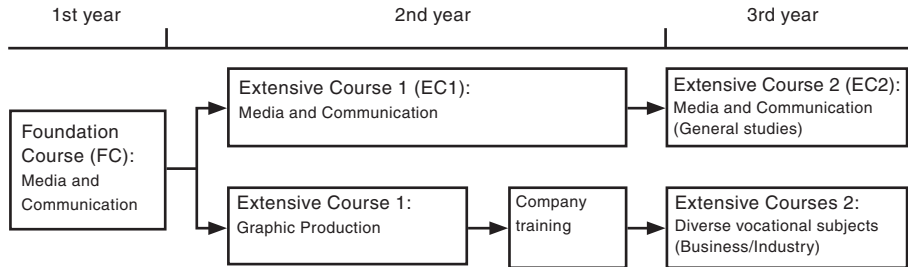 1st year
2nd year
3rd year
Foundation
Course (FC):
Media and
Communication
Extensive Course 1 (EC1):
Media and Communication
Extensive Course 2 (EC2):
Media and Communication
(General studies)
Extensive Course 1:
Graphic Production
Company
training
Extensive Courses 2:
Diverse vocational subjects
(Business/Industry)